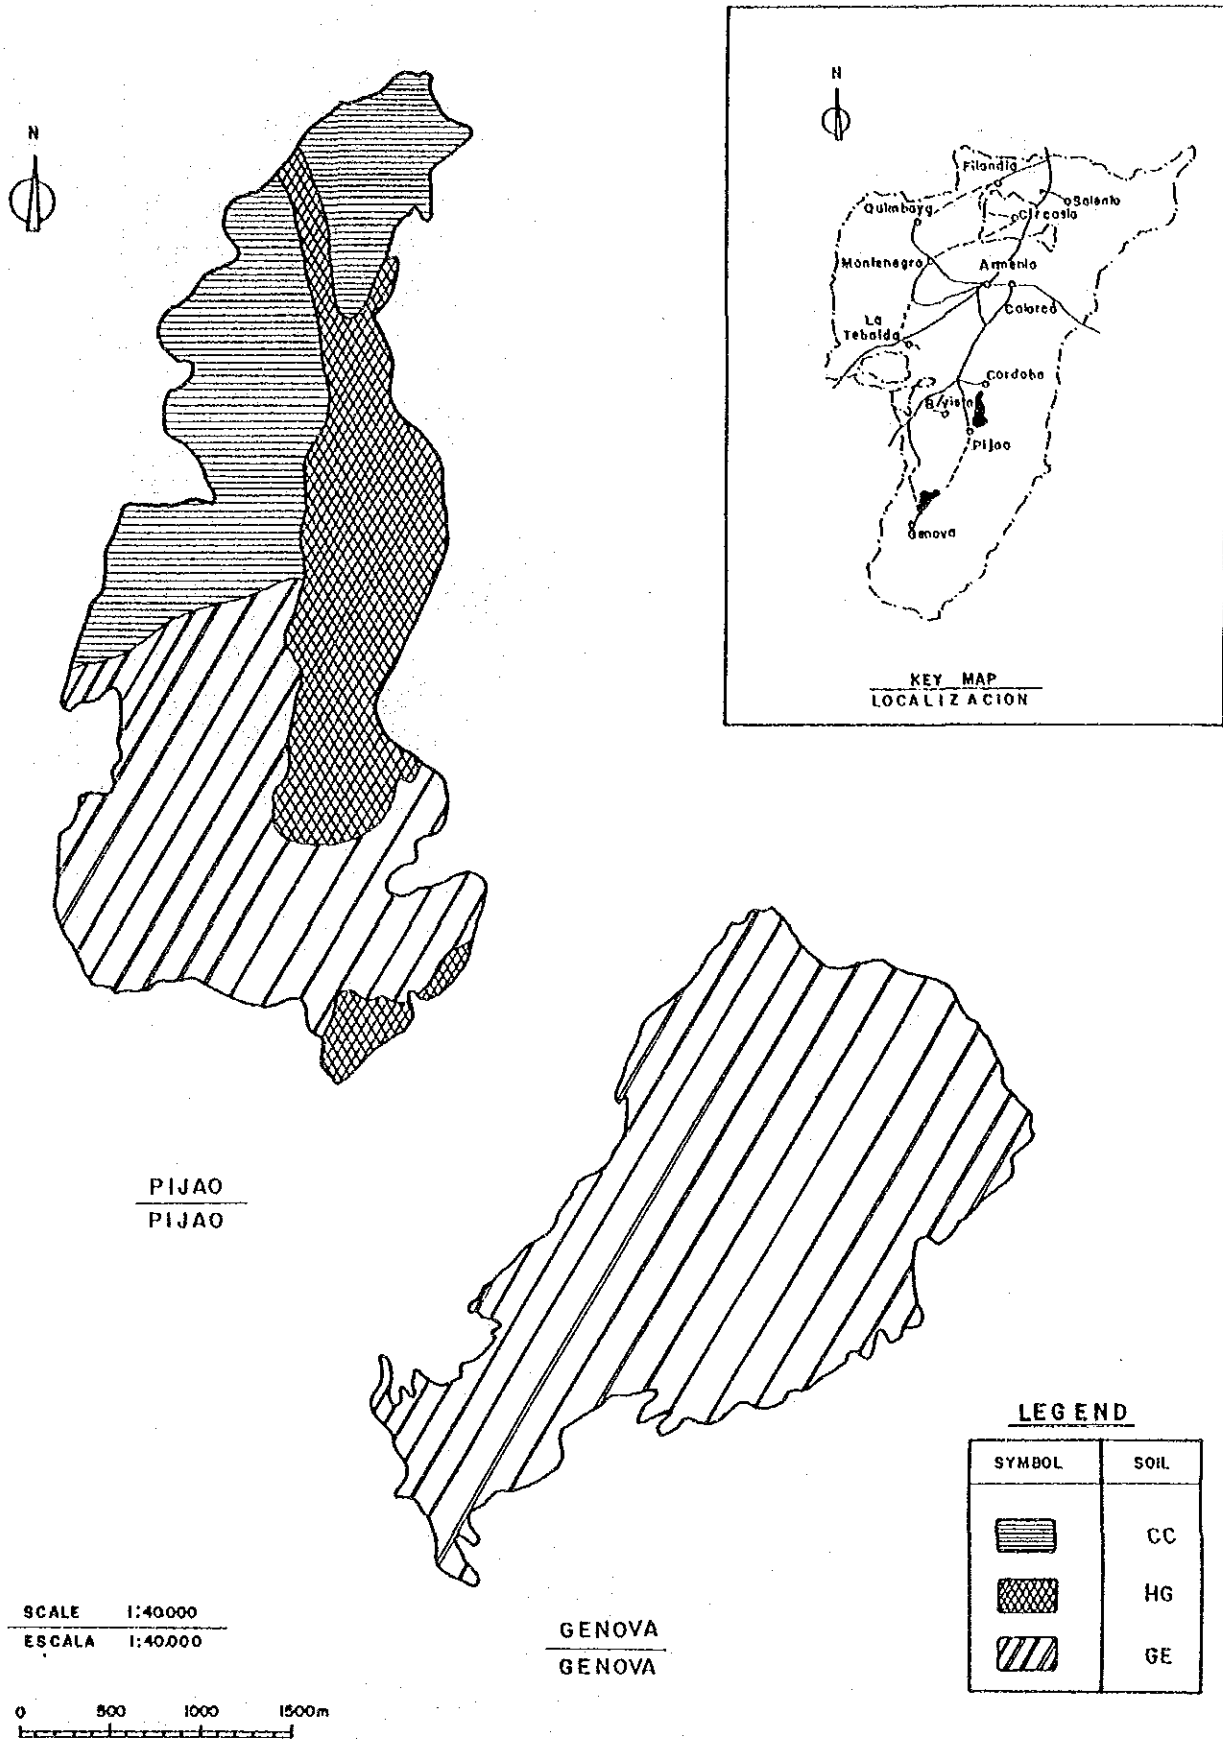 N
N
Filandia
Quimbaya
Salento
Circasia
Montenegro
Armenia
Calarca
La
Tebaida
Cordoba
B/vista
Pijao
Genova
KEY MAP
LOCALIZACION
PIJAO
PIJAO
LEGEND
SYMBOL SOIL
CC
HG
GE
SCALE 1:40.000
ESCALA 1:40.000
GENOVA
GENOVA
0 500 1000 1500m